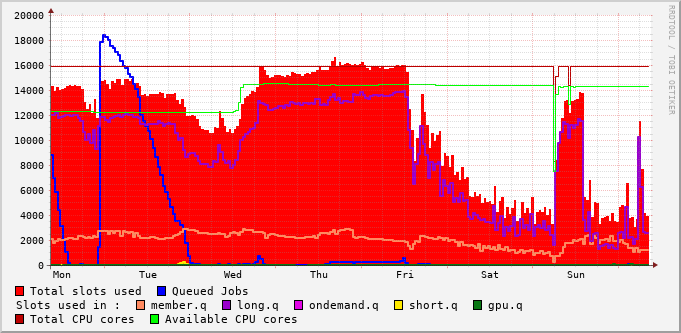 20000
18000
16000
14000
12000
10000
8000
6000
4000
2000
0
Mon Tue Wed Thu Fri Sat Sun
RRDTOOL / TOBI OETIKER
Total slots used Queued Jobs
Slots used in : member.q long.q ondemand.q short.q gpu.q
Total CPU cores Available CPU cores